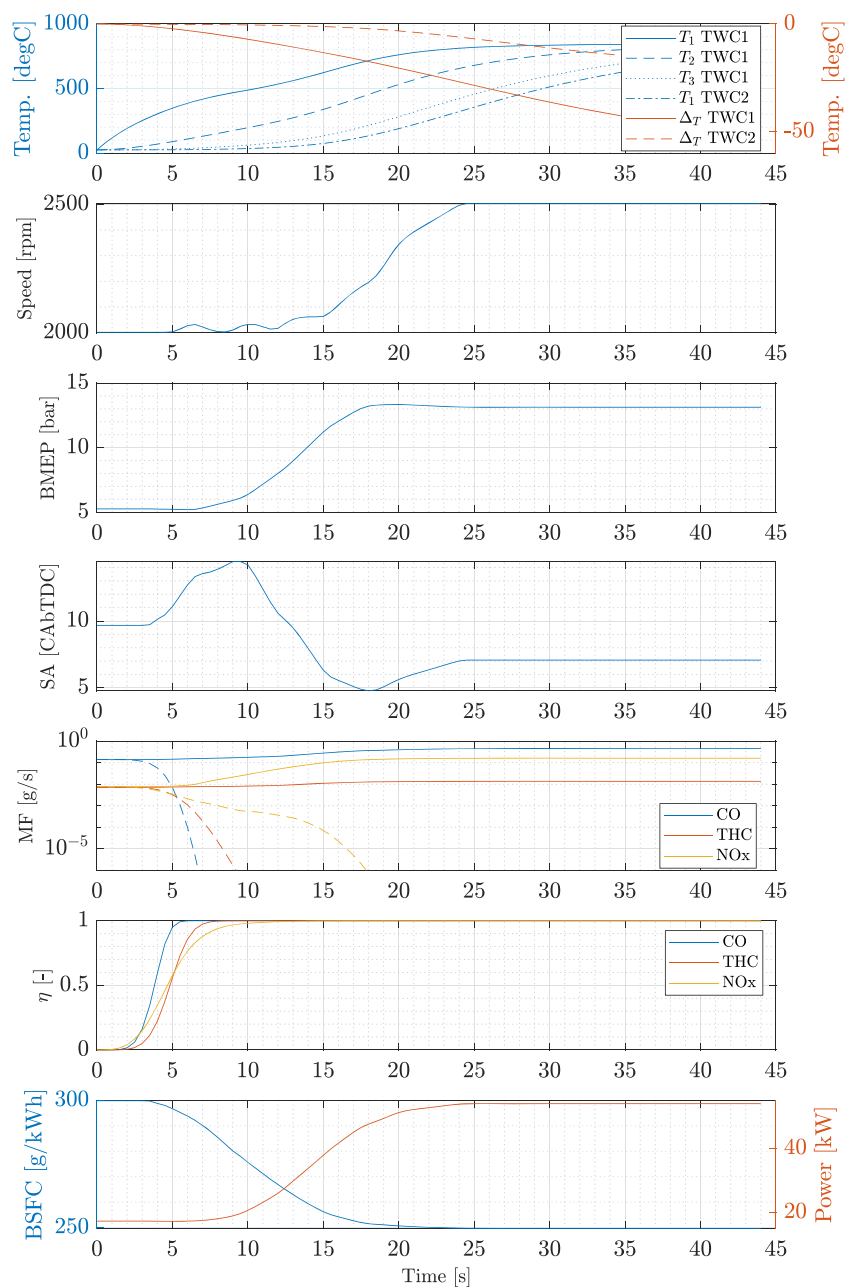 1000
500
0
Temp. [degC]
0
-50
Temp. [degC]
T₁ TWC1
T₂ TWC1
T₃ TWC1
T₁ TWC2
Δ_T TWC1
Δ_T TWC2
0 5 10 15 20 25 30 35 40 45
2500
2000
Speed [rpm]
0 5 10 15 20 25 30 35 40 45
15
10
5
BMEP [bar]
0 5 10 15 20 25 30 35 40 45
10
5
SA [CAbTDC]
0 5 10 15 20 25 30 35 40 45
10⁰
10⁻⁵
MF [g/s]
CO
THC
NOx
0 5 10 15 20 25 30 35 40 45
1
0.5
0
η [-]
CO
THC
NOx
0 5 10 15 20 25 30 35 40 45
300
250
BSFC [g/kWh]
40
20
Power [kW]
0 5 10 15 20 25 30 35 40 45
Time [s]